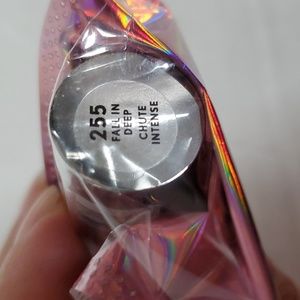 255
FALL IN
DEEP
CHUTE
INTENSE